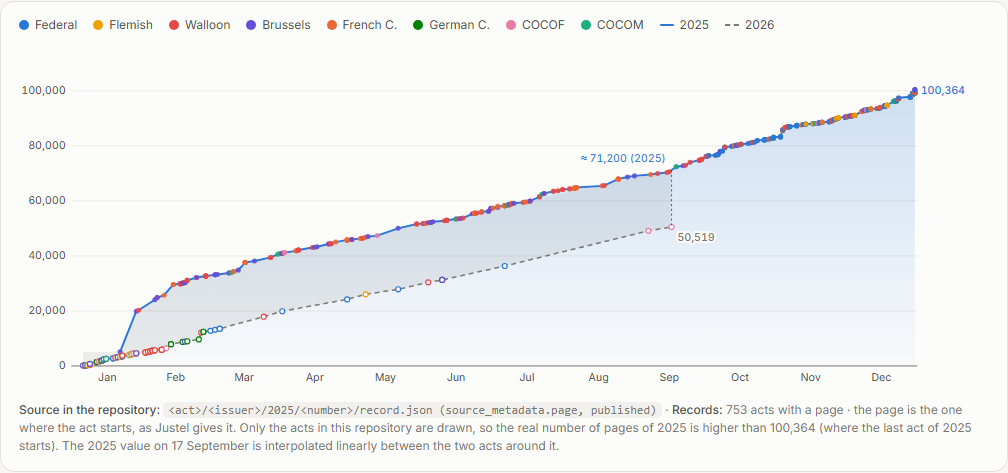 Federal Flemish Walloon Brussels French C. German C. COCOF COCOM 2025 2026
100,000
100,364
80,000
≈ 71,200 (2025)
60,000
50,519
40,000
20,000
0
Jan Feb Mar Apr May Jun Jul Aug Sep Oct Nov Dec
Source in the repository: <act>/<issuer>/2025/<number>/record.json (source_metadata.page, published) · Records: 753 acts with a page · the page is the one
where the act starts, as Justel gives it. Only the acts in this repository are drawn, so the real number of pages of 2025 is higher than 100,364 (where the last act of 2025
starts). The 2025 value on 17 September is interpolated linearly between the two acts around it.